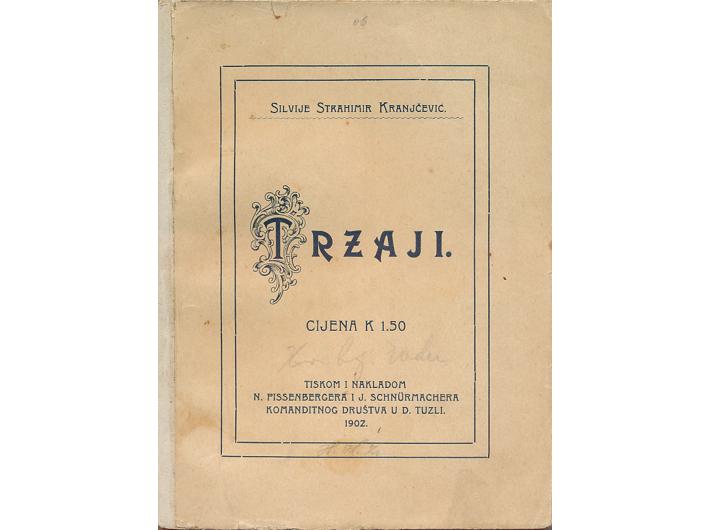 SILVIJE STRAHIMIR KRANJČEVIĆ.
TRZAJI.
CIJENA K 1.50
TISKOM I NAKLADOM
N. PISSENBERGERA I J. SCHNÜRMACHERA
KOMANDITNOG DRUŠTVA U D. TUZLI.
1902.